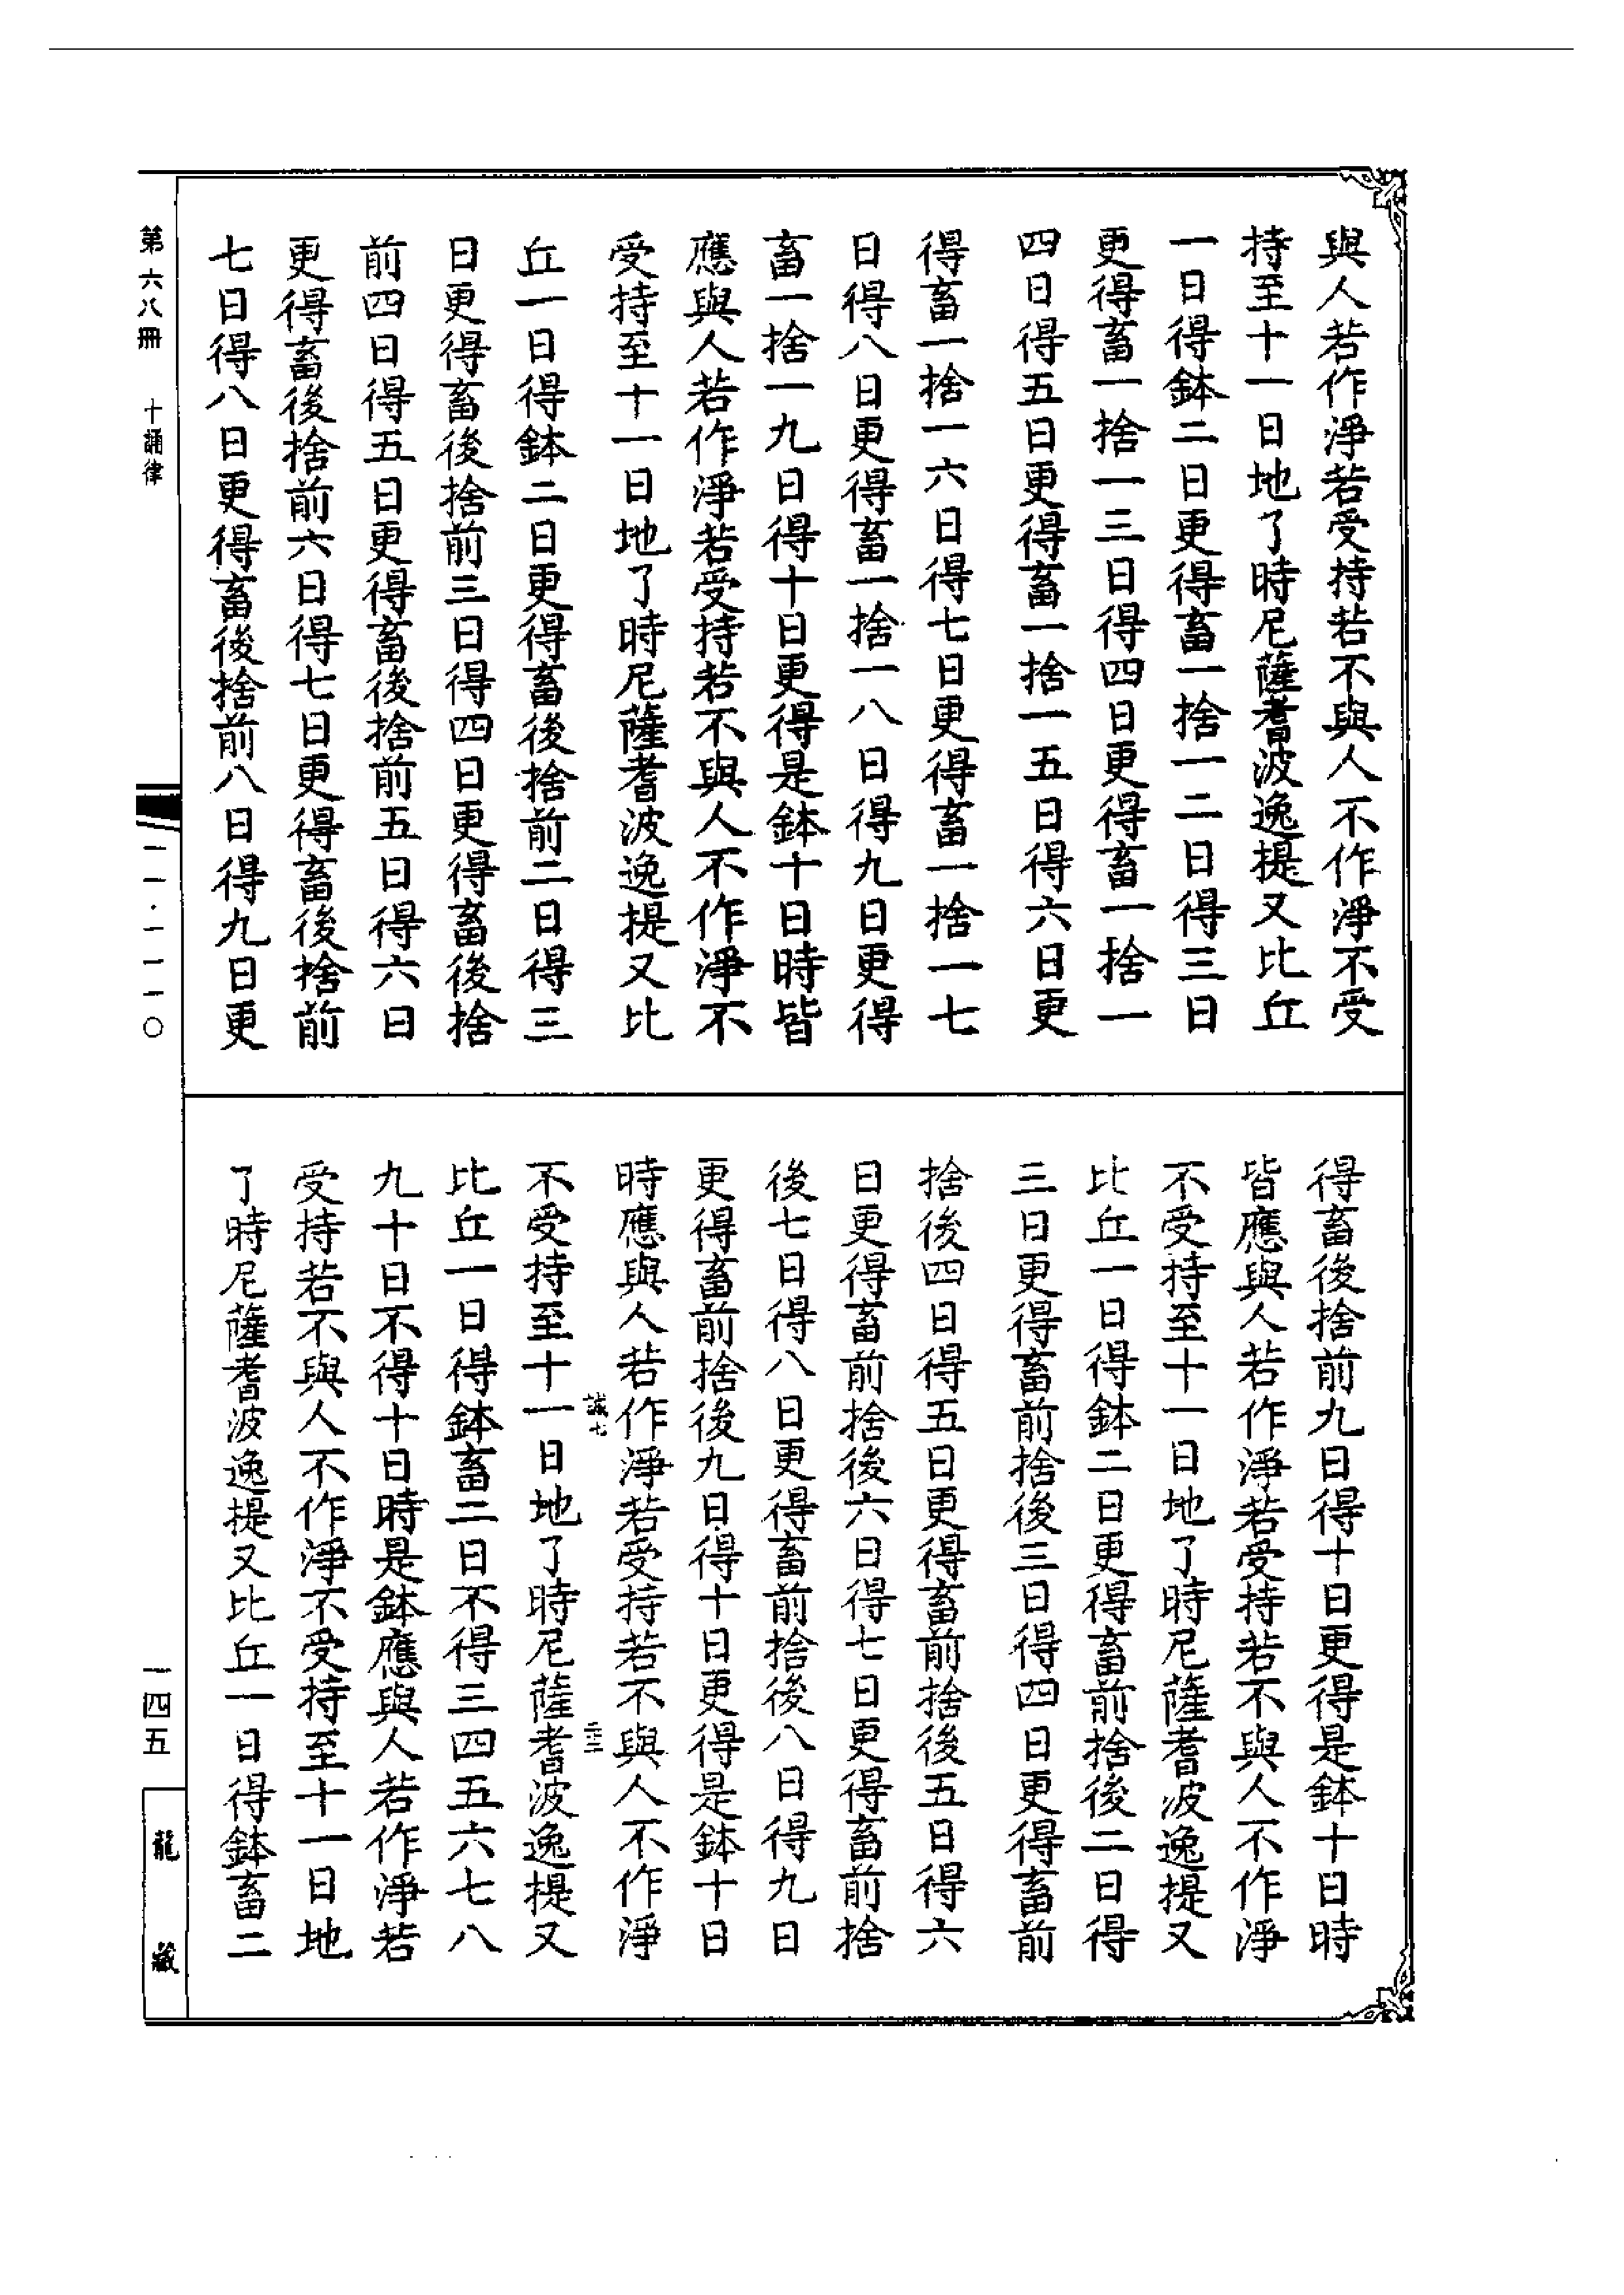 與人若作淨若受持若不與人不作淨不受
持至十一日地了時尼薩耆波逸提又比丘
一日得鉢二日更得畜一捨一二日得三日
更得畜一捨一三日得四日更得畜一捨一
四日得五日更得畜一捨一五日得六日更
得畜一捨一六日得七日更得畜一捨一七
日得八日更得畜一捨一八日得九日更得
畜一捨一九日得十日更得是鉢十日時皆
應與人若作淨若受持若不與人不作淨不
受持至十一日地了時尼薩耆波逸提又比
丘一日得鉢二日更得畜後捨前二日得三
日更得畜後捨前三日得四日更得畜後捨
前四日得五日更得畜後捨前五日得六日
更得畜後捨前六日得七日更得畜後捨前
七日得八日更得畜後捨前八日得九日更
得畜後捨前九日得十日更得是鉢十日時
皆應與人若作淨若受持若不與人不作淨
不受持至十一日地了時尼薩耆波逸提又
比丘一日得鉢二日更得畜前捨後二日得
三日更得畜前捨後三日得四日更得畜前
捨後四日得五日更得畜前捨後五日得六
日更得畜前捨後六日得七日更得畜前捨
後七日得八日更得畜前捨後八日得九日
更得畜前捨後九日得十日更得是鉢十日
時應與人若作淨若受持若不與人不作淨
誠七
不受持至十一日地了時尼薩耆波逸提又
比丘一日得鉢畜二日不得三四五六七八
九十日不得十日時是鉢應與人若作淨若
受持若不與人不作淨不受持至十一日地
了時尼薩耆波逸提又比丘一日得鉢畜二
第六八冊 十誦律
一一·一一一〇
一四五
龍藏